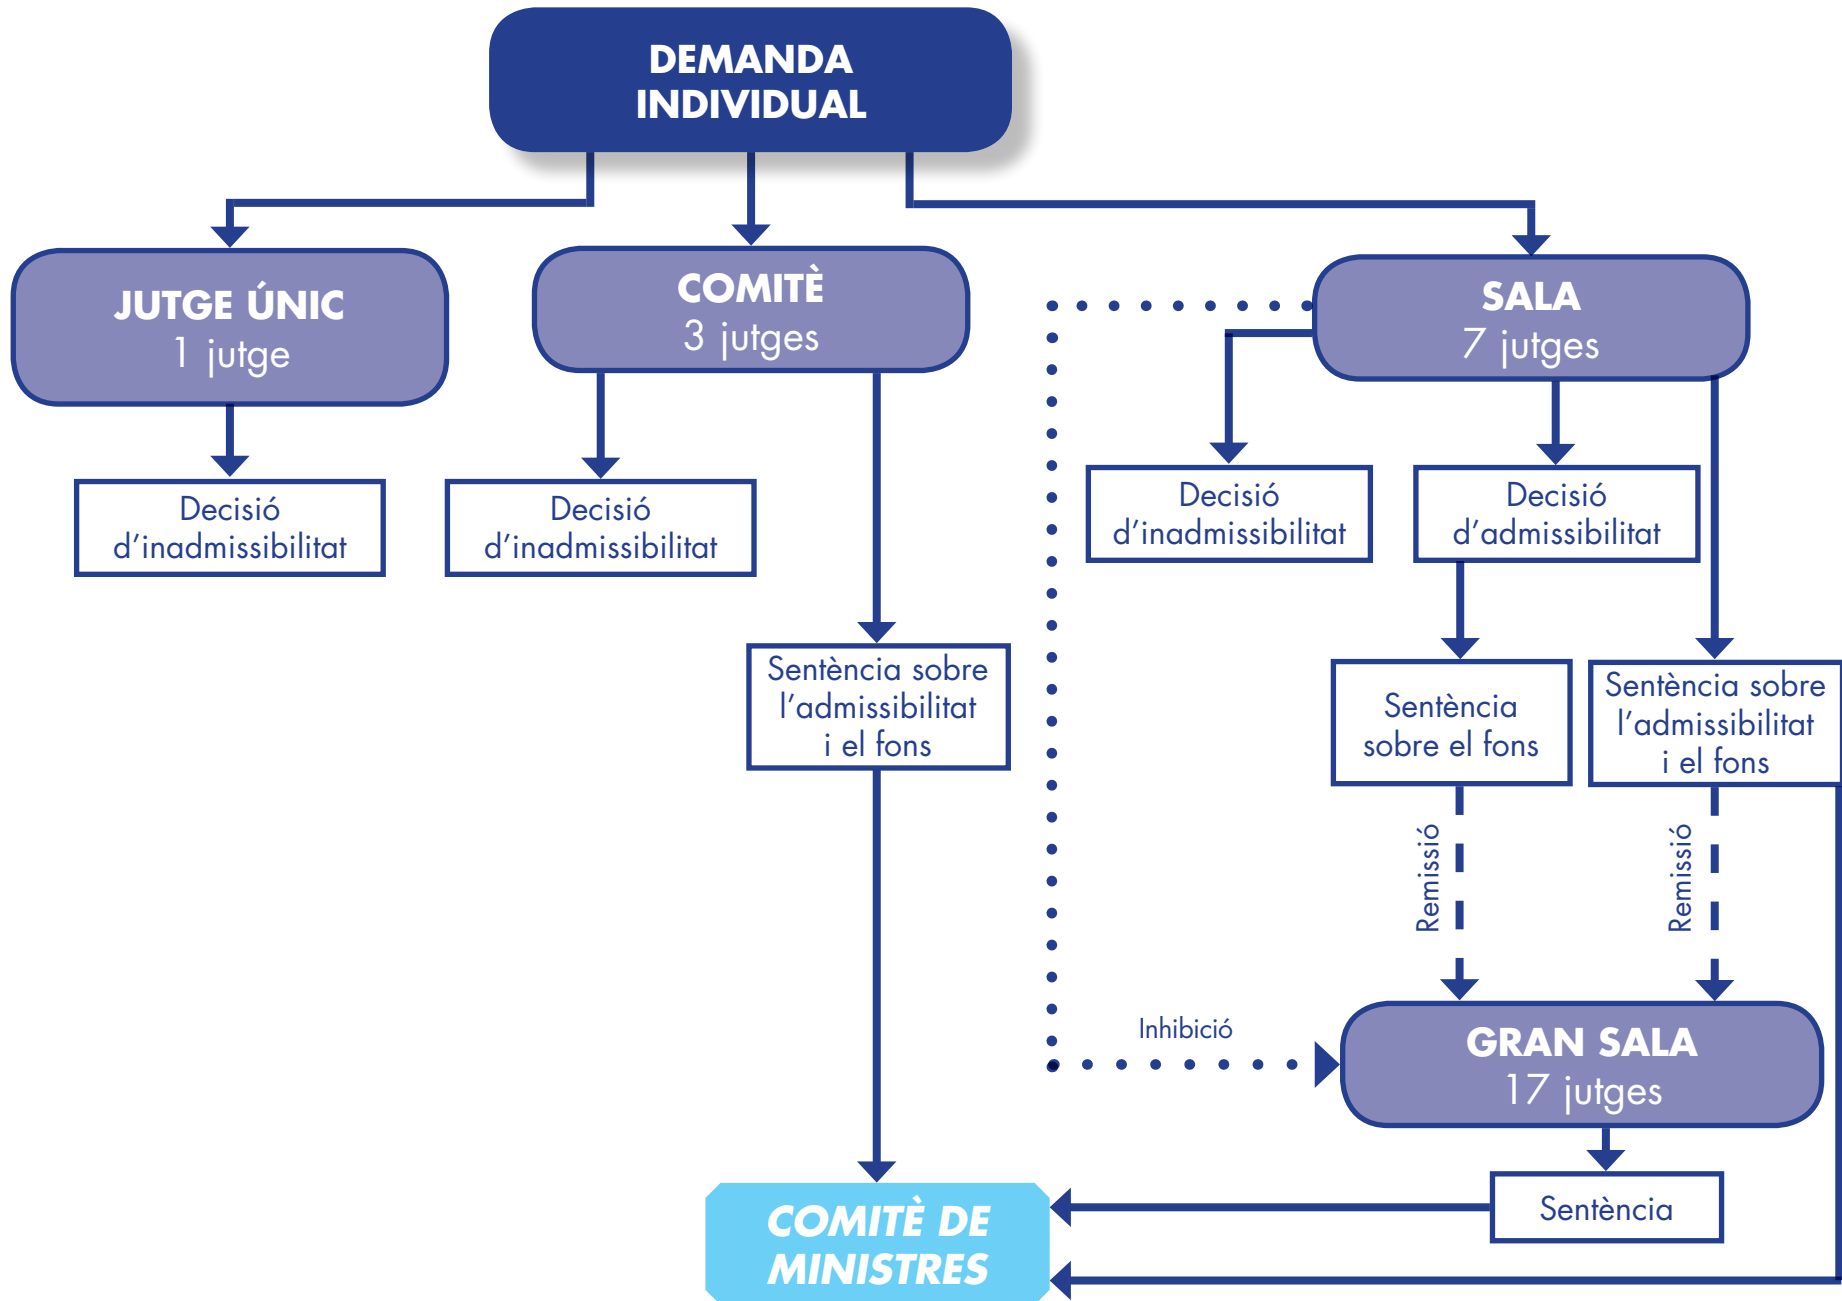 DEMANDA
INDIVIDUAL
JUTGE ÚNIC
1 jutge
COMITÈ
3 jutges
SALA
7 jutges
Decisió
d’inadmissibilitat
Decisió
d’inadmissibilitat
Decisió
d’inadmissibilitat
Decisió
d’admissibilitat
Sentència sobre
l’admissibilitat
i el fons
Sentència
sobre el fons
Sentència sobre
l’admissibilitat
i el fons
Remissió
Remissió
Inhibició
GRAN SALA
17 jutges
Sentència
COMITÈ DE
MINISTRES